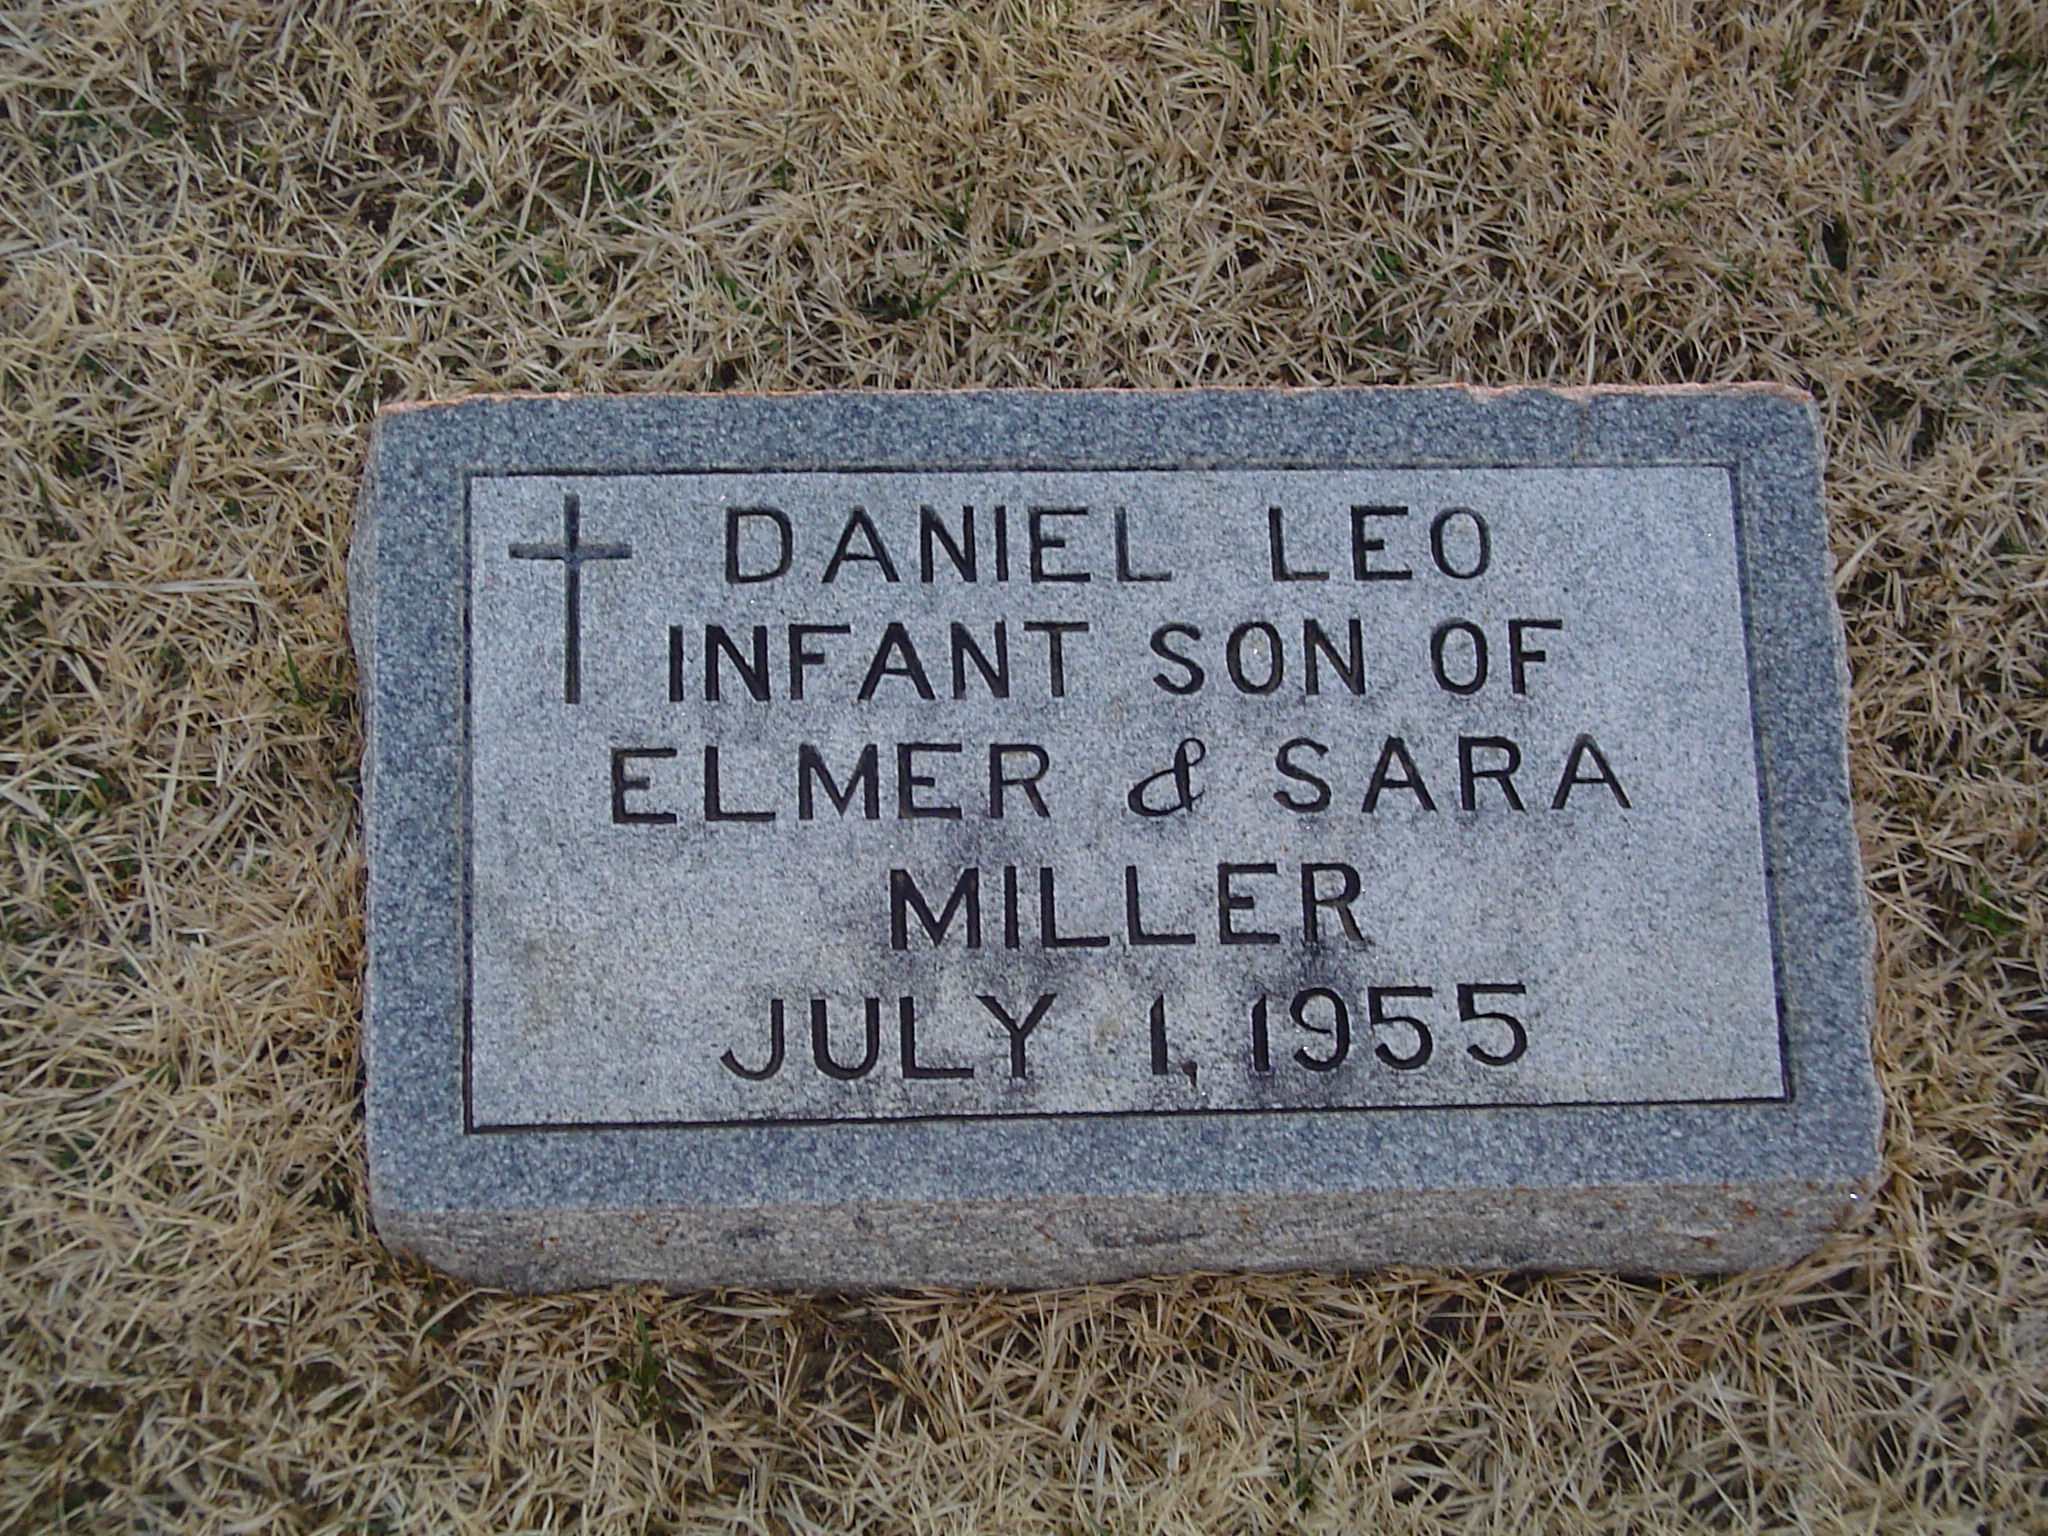 DANIEL LEO
INFANT SON OF
ELMER & SARA
MILLER
JULY 1, 1955